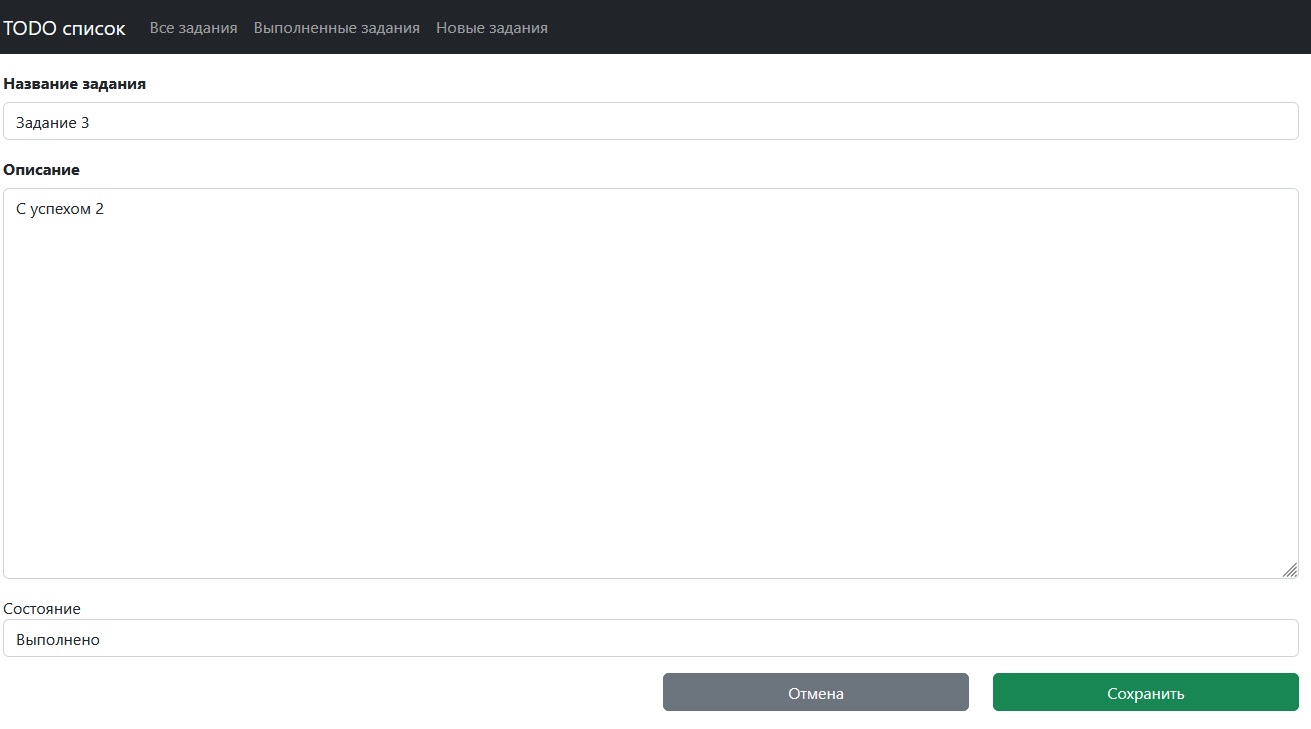 TODO список Все задания Выполненные задания Новые задания
Название задания
Задание 3
Описание
С успехом 2
Состояние
Выполнено
Отмена Сохранить